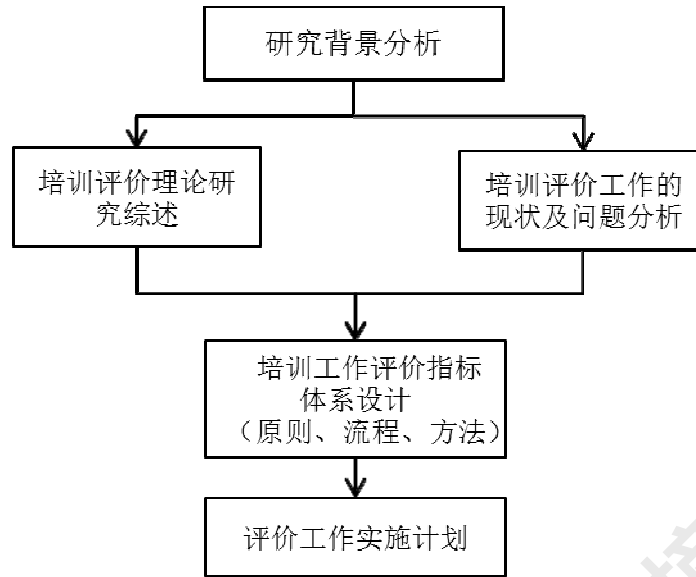 研究背景分析
培训评价理论研
究综述
培训评价工作的
现状及问题分析
培训工作评价指标
体系设计
（原则、流程、方法）
评价工作实施计划